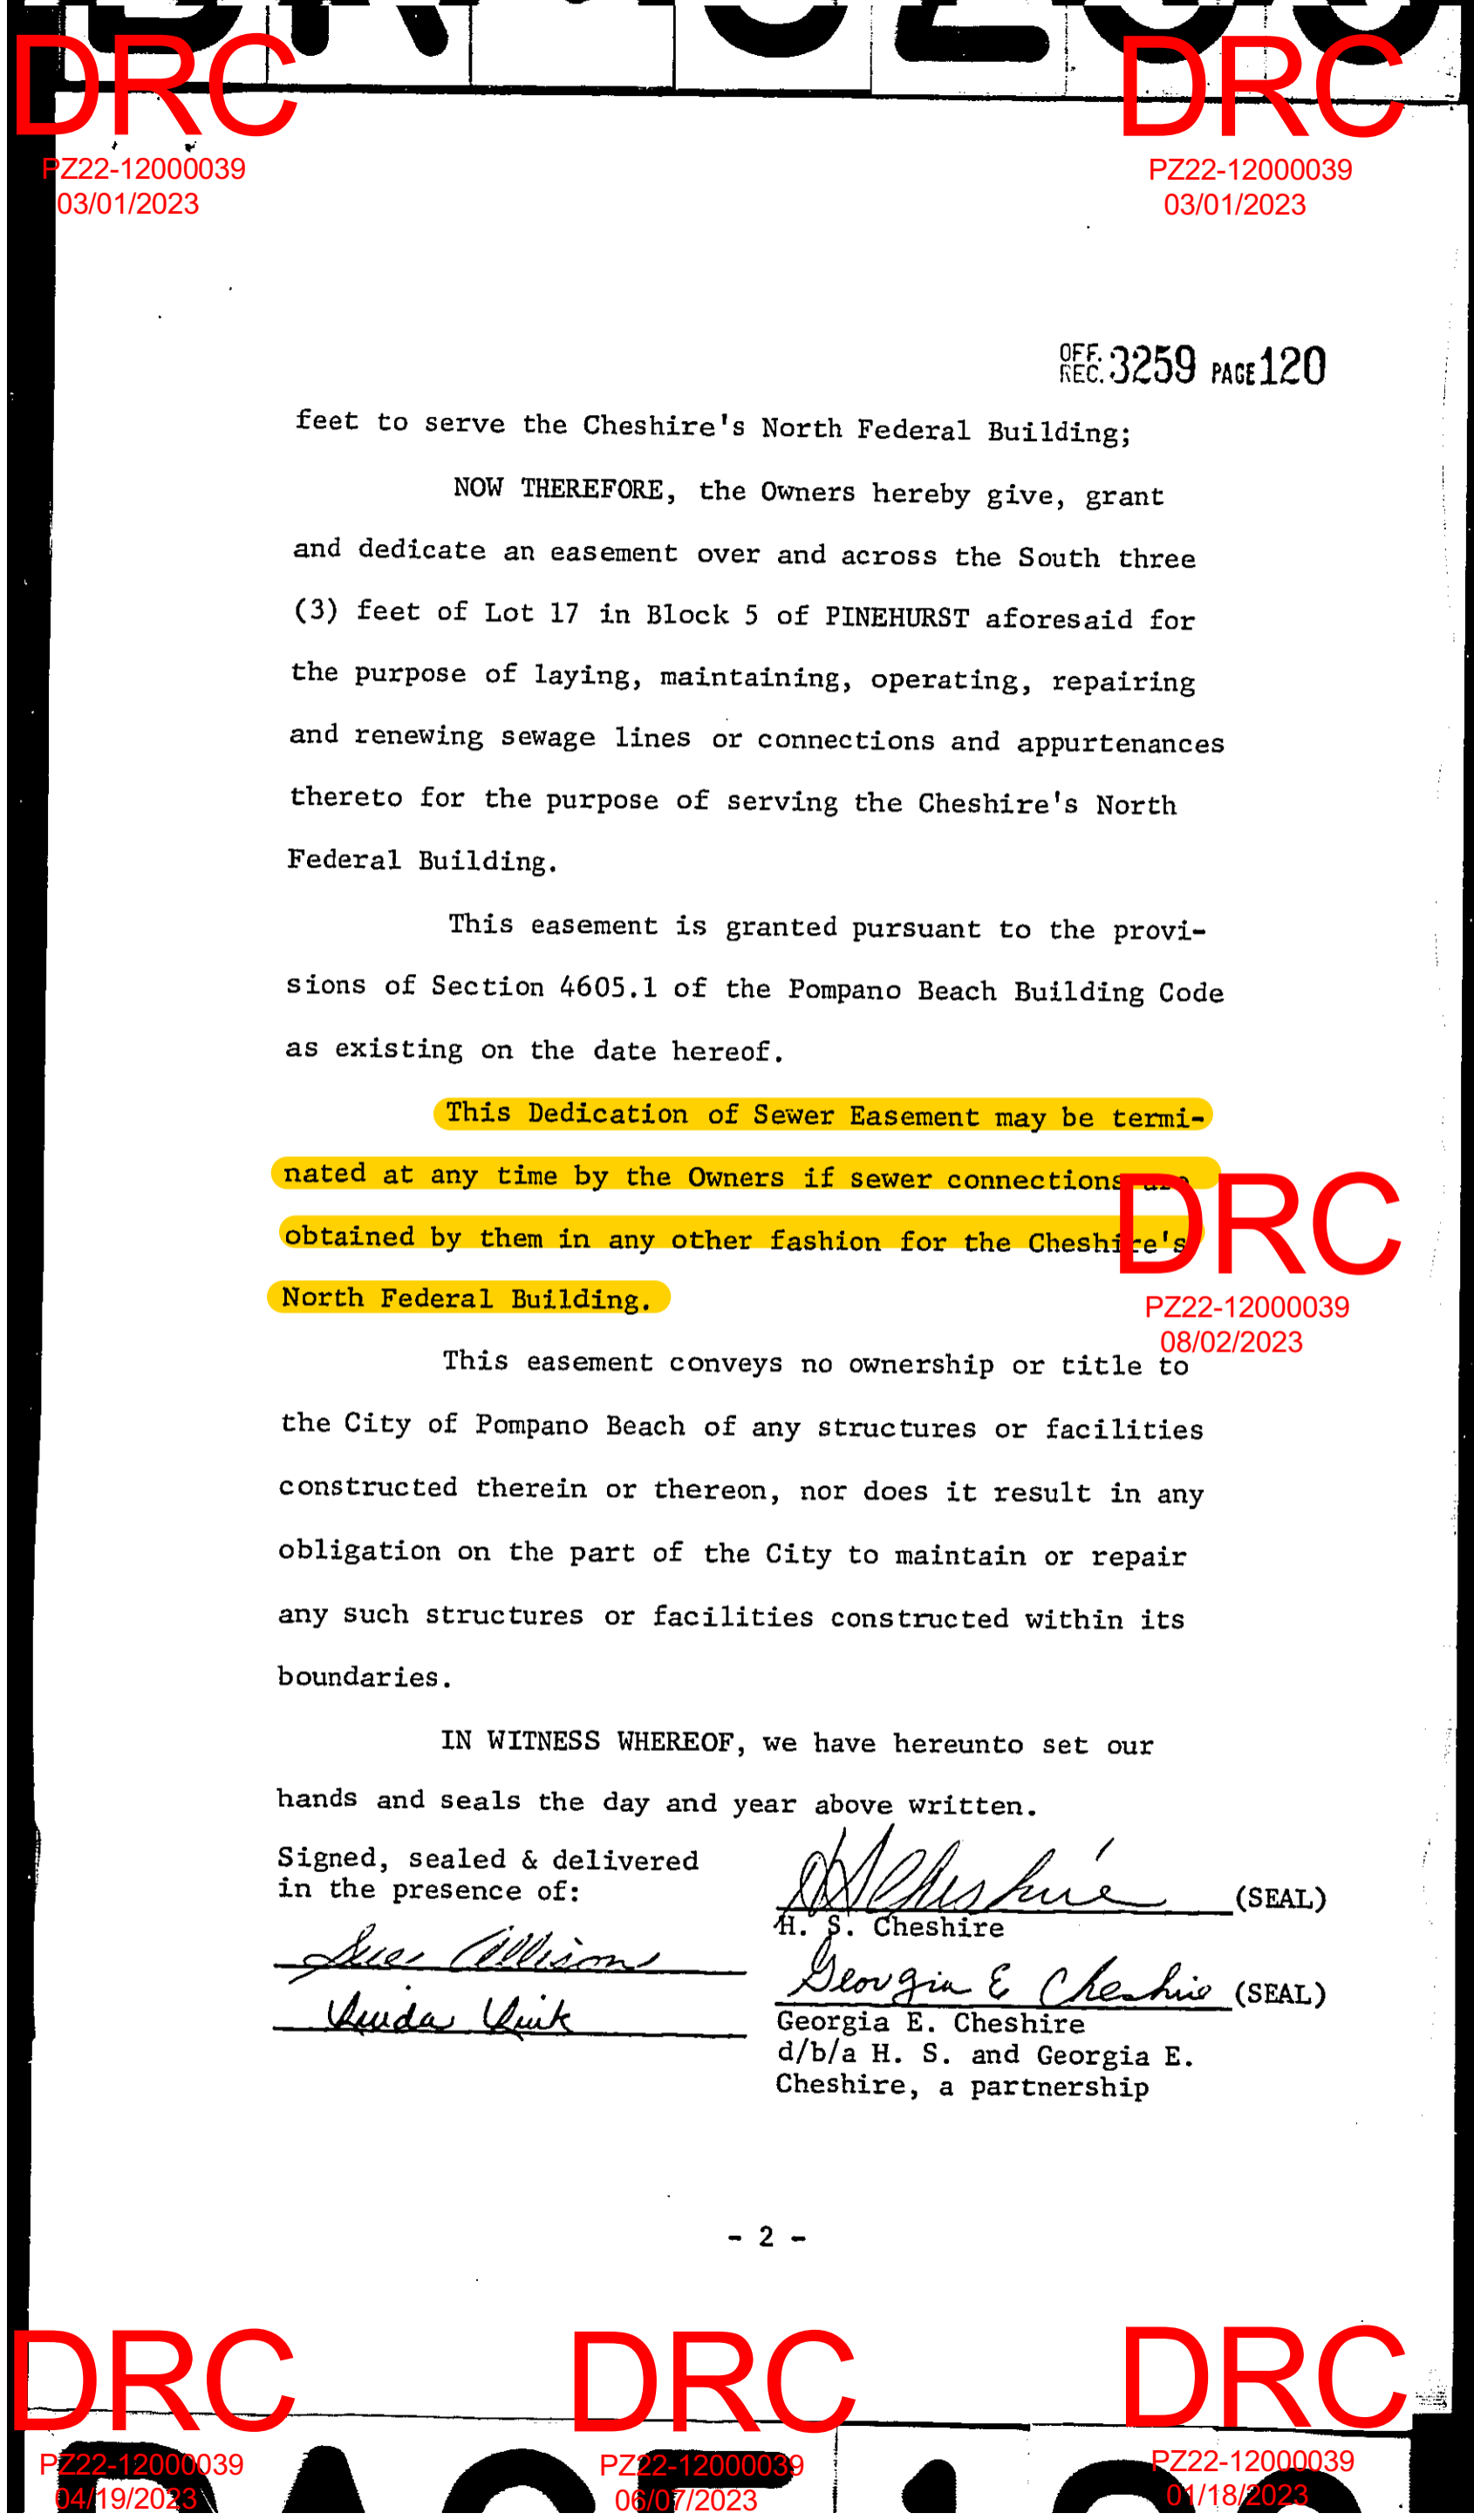 DRC
PZ22-12000039
03/01/2023
DRC
PZ22-12000039
03/01/2023
OFF. REC. 3259 PAGE 120
feet to serve the Cheshire's North Federal Building;
NOW THEREFORE, the Owners hereby give, grant
and dedicate an easement over and across the South three
(3) feet of Lot 17 in Block 5 of PINEHURST aforesaid for
the purpose of laying, maintaining, operating, repairing
and renewing sewage lines or connections and appurtenances
thereto for the purpose of serving the Cheshire's North
Federal Building.
This easement is granted pursuant to the provi-
sions of Section 4605.1 of the Pompano Beach Building Code
as existing on the date hereof.
This Dedication of Sewer Easement may be termi-
nated at any time by the Owners if sewer connections are
obtained by them in any other fashion for the Cheshire's
North Federal Building.
DRC
PZ22-12000039
08/02/2023
This easement conveys no ownership or title to
the City of Pompano Beach of any structures or facilities
constructed therein or thereon, nor does it result in any
obligation on the part of the City to maintain or repair
any such structures or facilities constructed within its
boundaries.
IN WITNESS WHEREOF, we have hereunto set our
hands and seals the day and year above written.
Signed, sealed & delivered
in the presence of:
H S Cheshire (SEAL)
H. S. Cheshire
Sue Allison
Georgia E Cheshire (SEAL)
Linda
Georgia E. Cheshire
d/b/a H. S. and Georgia E.
Cheshire, a partnership
- 2 -
DRC
PZ22-12000039
04/19/2023
DRC
PZ22-12000039
06/07/2023
DRC
PZ22-12000039
01/18/2023